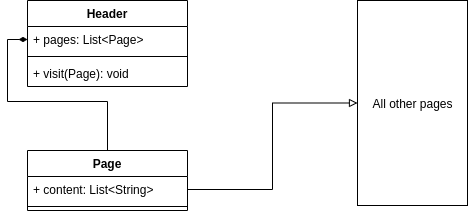 Header
+ pages: List<Page>
+ visit(Page): void
All other pages
Page
+ content: List<String>